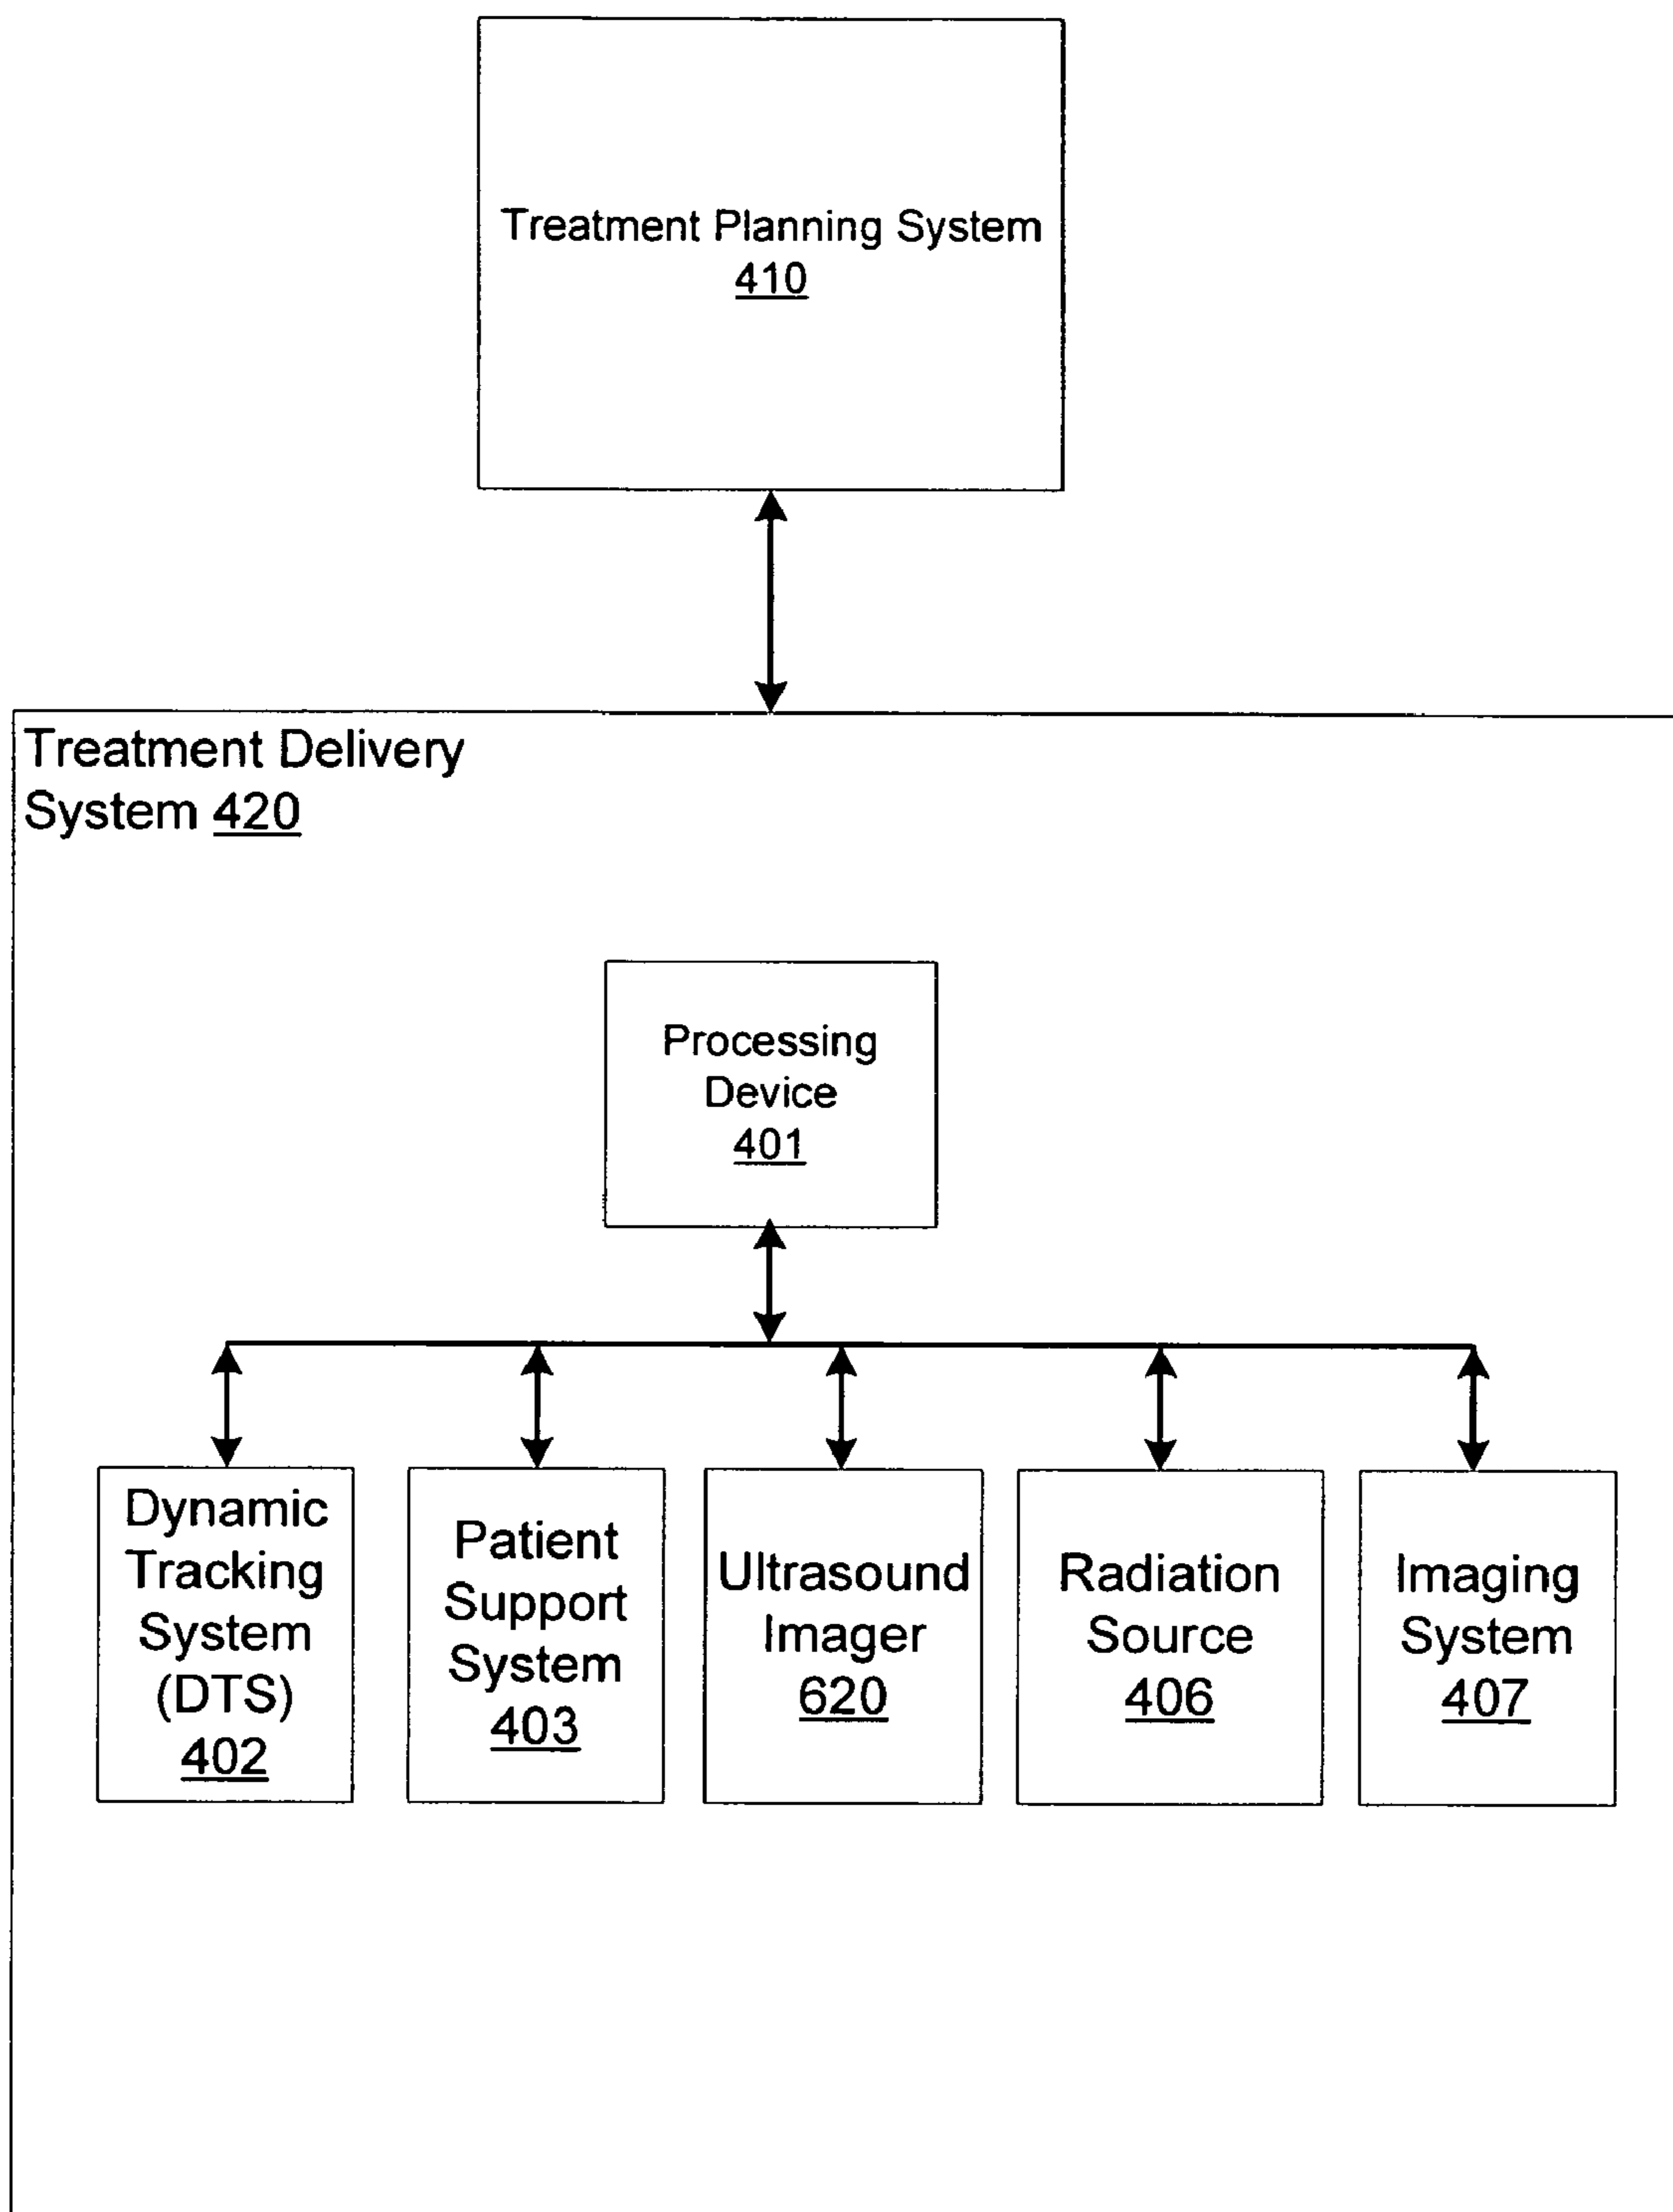 Treatment Planning System
410
Treatment Delivery
System 420
Processing
Device
401
Dynamic
Tracking
System
(DTS)
402
Patient
Support
System
403
Ultrasound
Imager
620
Radiation
Source
406
Imaging
System
407